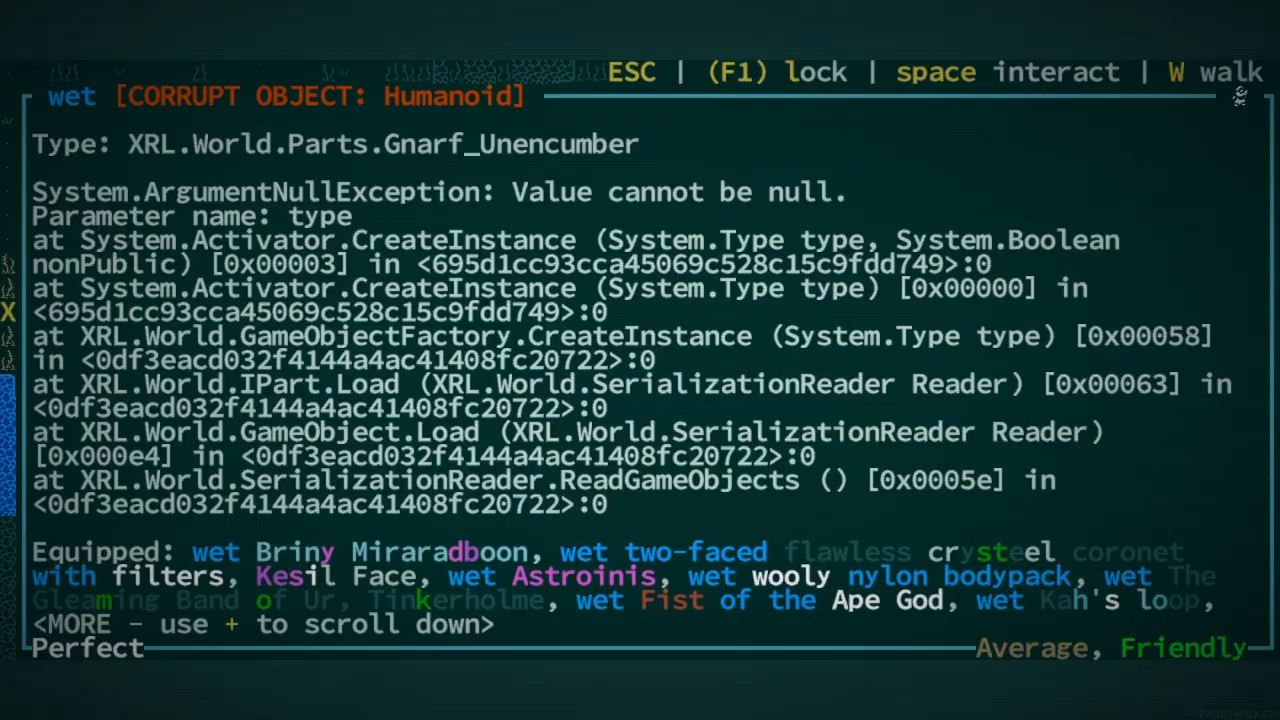 ESC | (F1) lock | space interact | W walk
wet [CORRUPT OBJECT: Humanoid]
Type: XRL.World.Parts.Gnarf_Unencumber
System.ArgumentNullException: Value cannot be null.
Parameter name: type
at System.Activator.CreateInstance (System.Type type, System.Boolean
nonPublic) [0x00003] in <695d1cc93cca45069c528c15c9fdd749>:0
at System.Activator.CreateInstance (System.Type type) [0x00000] in
<695d1cc93cca45069c528c15c9fdd749>:0
at XRL.World.GameObjectFactory.CreateInstance (System.Type type) [0x00058]
in <0df3eacd032f4144a4ac41408fc20722>:0
at XRL.World.IPart.Load (XRL.World.SerializationReader Reader) [0x00063] in
<0df3eacd032f4144a4ac41408fc20722>:0
at XRL.World.GameObject.Load (XRL.World.SerializationReader Reader)
[0x000e4] in <0df3eacd032f4144a4ac41408fc20722>:0
at XRL.World.SerializationReader.ReadGameObjects () [0x0005e] in
<0df3eacd032f4144a4ac41408fc20722>:0
Equipped: wet Briny Miraradboon, wet two-faced flawless crysteel coronet
with filters, Kesil Face, wet Astroinis, wet wooly nylon bodypack, wet The
Gleaming Band of Ur, Tinkerholme, wet Fist of the Ape God, wet Kah's loop,
<MORE - use + to scroll down>
Perfect
Average, Friendly
X